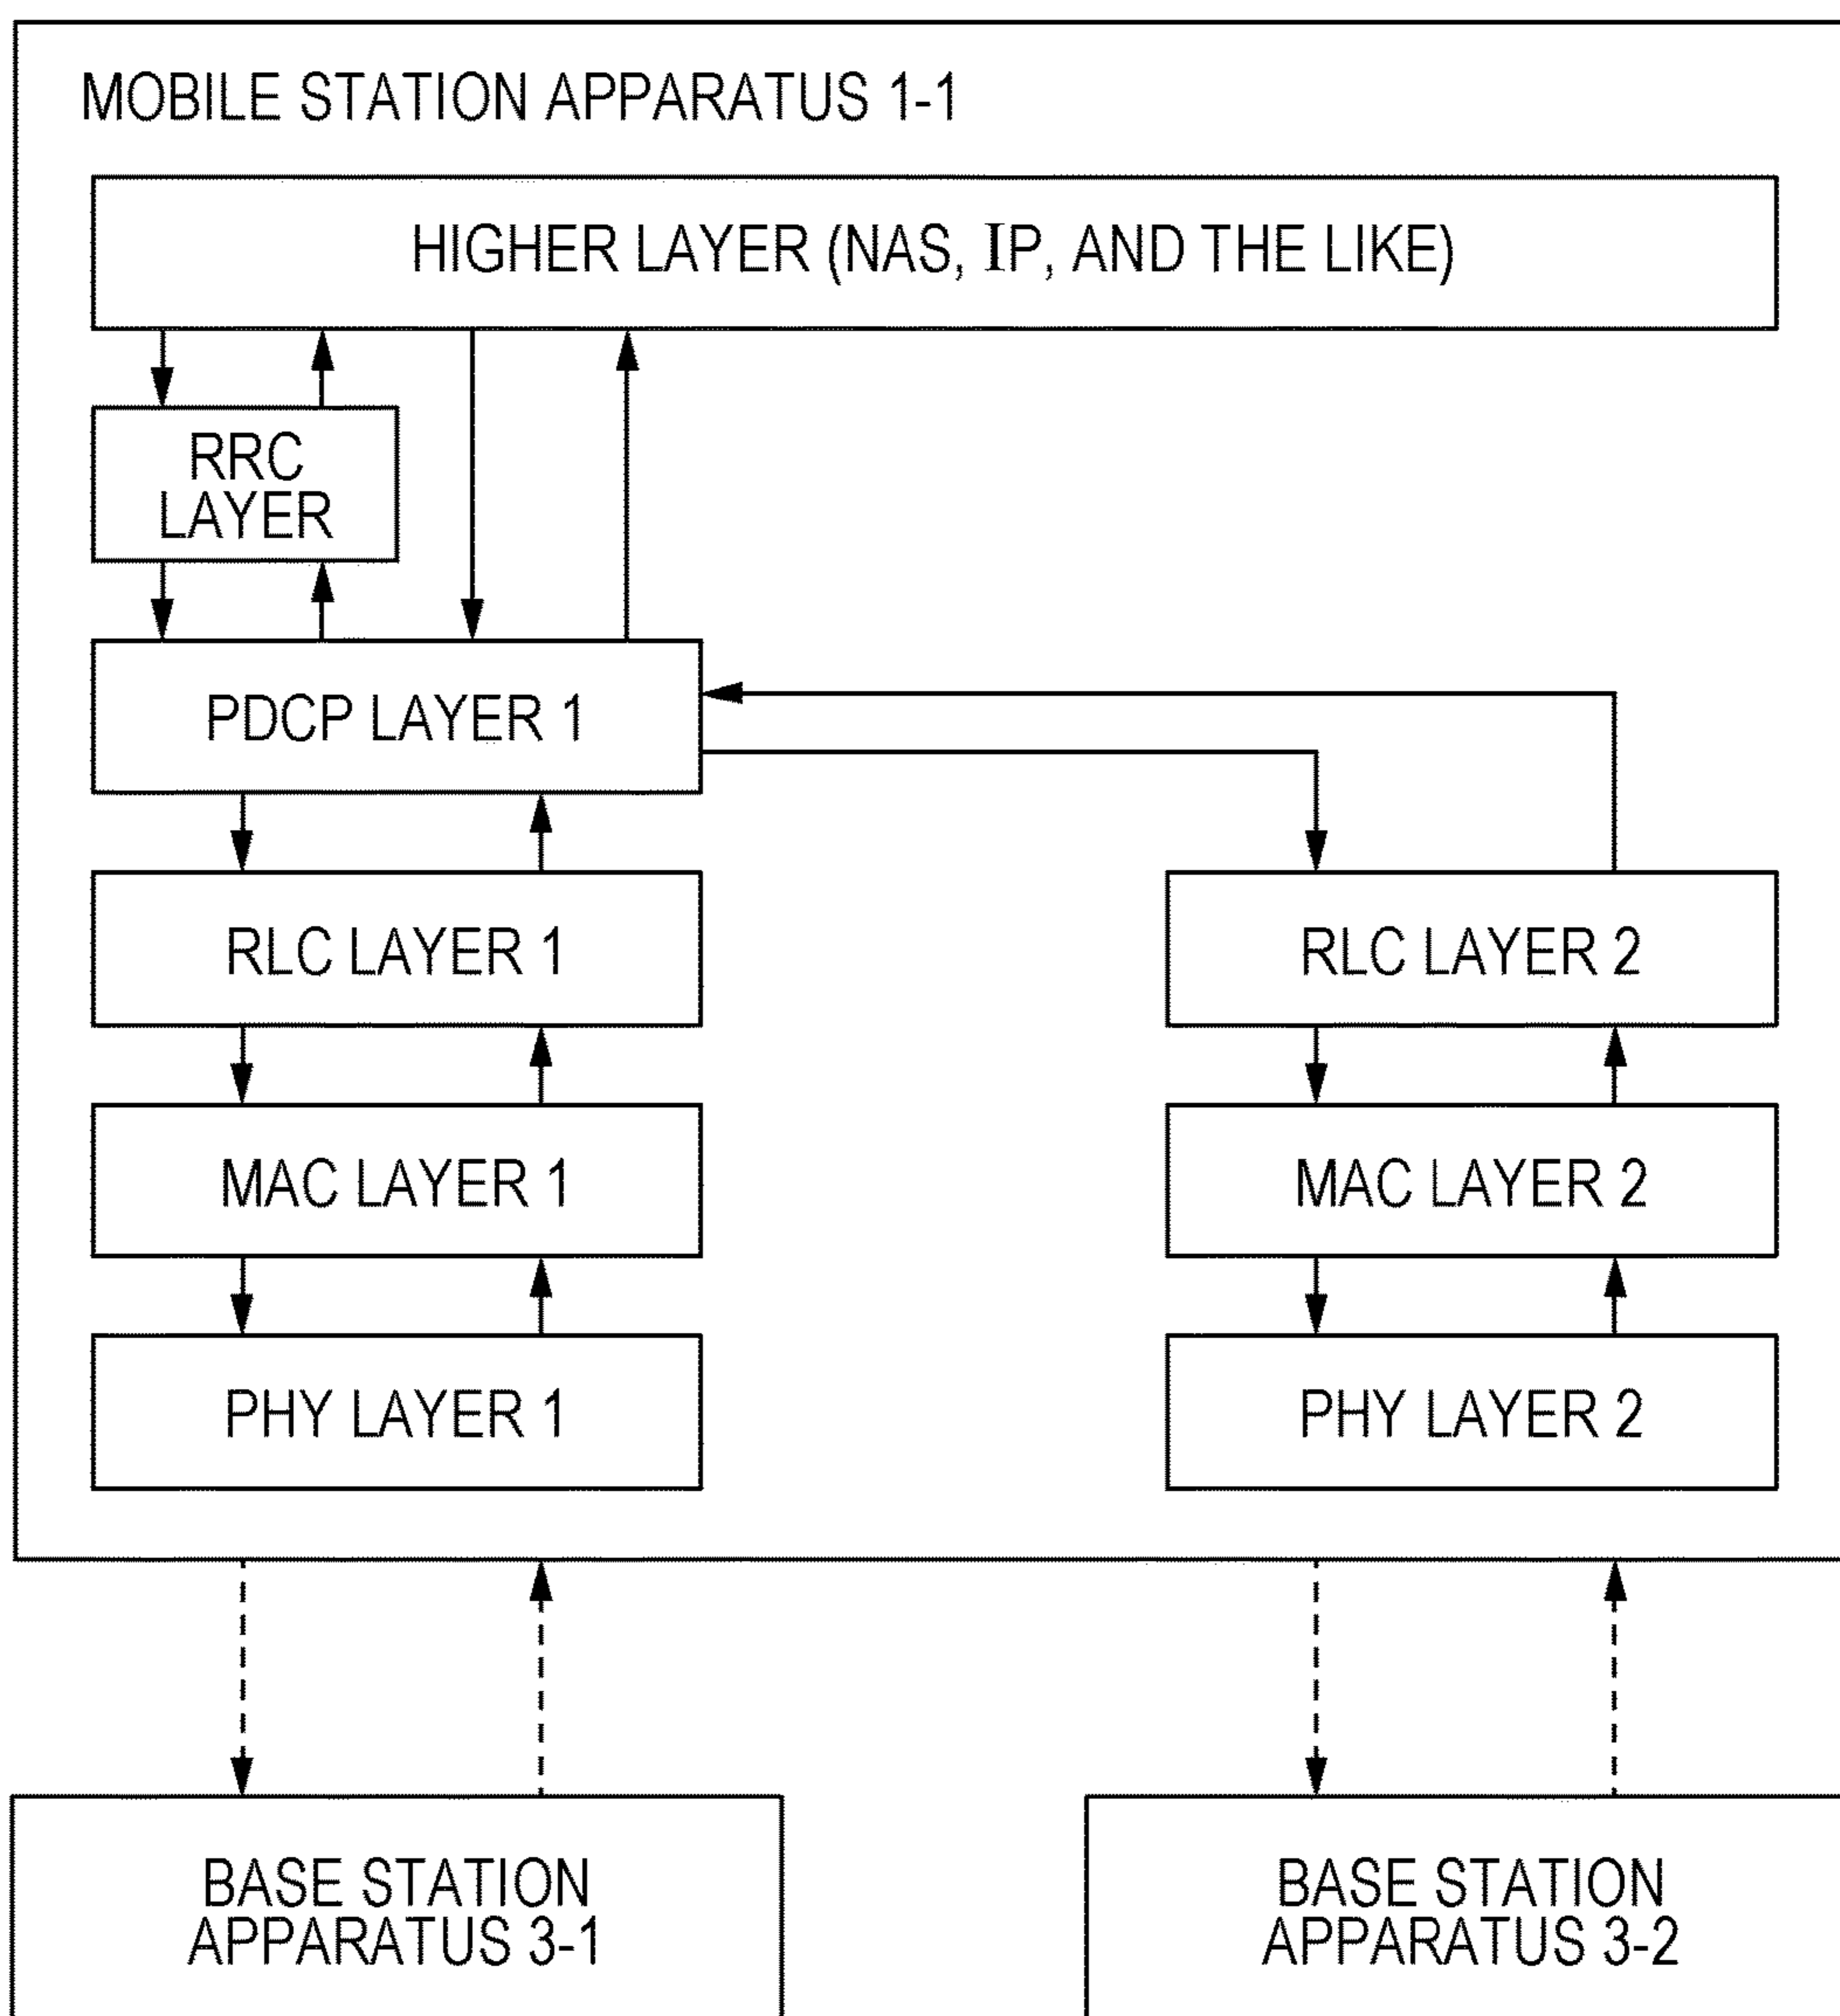 MOBILE STATION APPARATUS 1-1
HIGHER LAYER (NAS, IP, AND THE LIKE)
RRC
LAYER
PDCP LAYER 1
RLC LAYER 1
RLC LAYER 2
MAC LAYER 1
MAC LAYER 2
PHY LAYER 1
PHY LAYER 2
BASE STATION
APPARATUS 3-1
BASE STATION
APPARATUS 3-2